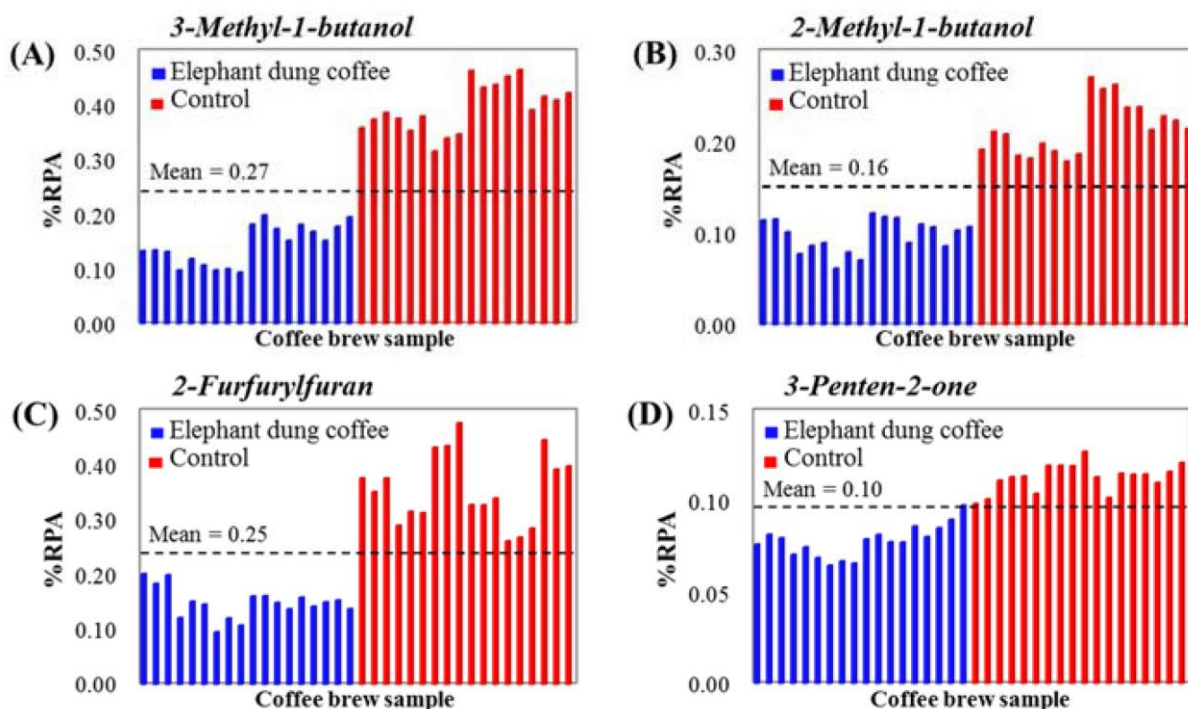 (A)
3-Methyl-1-butanol
0.50
0.40
0.30
0.20
0.10
0.00
%RPA
Elephant dung coffee
Control
Mean = 0.27
Coffee brew sample
(B)
2-Methyl-1-butanol
0.30
0.20
0.10
0.00
%RPA
Elephant dung coffee
Control
Mean = 0.16
Coffee brew sample
(C)
2-Furfurylfuran
0.50
0.40
0.30
0.20
0.10
0.00
%RPA
Elephant dung coffee
Control
Mean = 0.25
Coffee brew sample
(D)
3-Penten-2-one
0.15
0.10
0.05
0.00
%RPA
Elephant dung coffee
Control
Mean = 0.10
Coffee brew sample